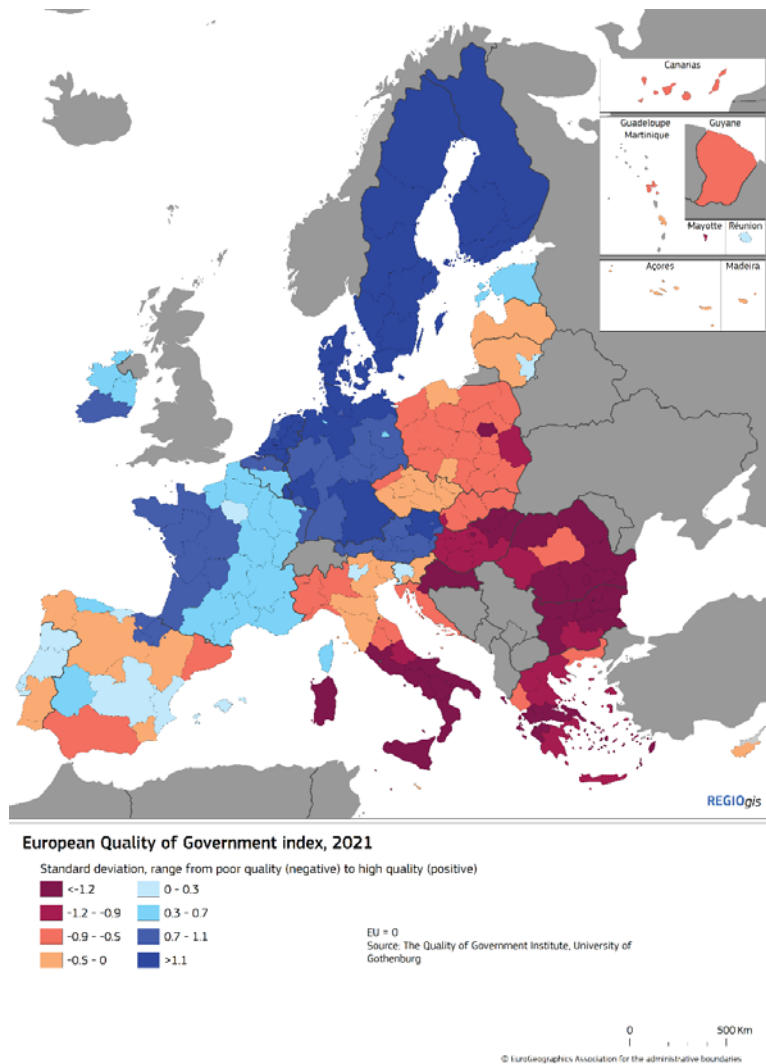 Canarias
Guadeloupe
Martinique
Guyane
Mayotte
Réunion
Açores
Madeira
REGIOgis
European Quality of Government index, 2021
Standard deviation, range from poor quality (negative) to high quality (positive)
<-1.2
-1.2 - -0.9
-0.9 - -0.5
-0.5 - 0
0 - 0.3
0.3 - 0.7
0.7 - 1.1
>1.1
EU = 0
Source: The Quality of Government Institute, University of
Gothenburg
0 500 Km
© EuroGeographics Association for the administrative boundaries